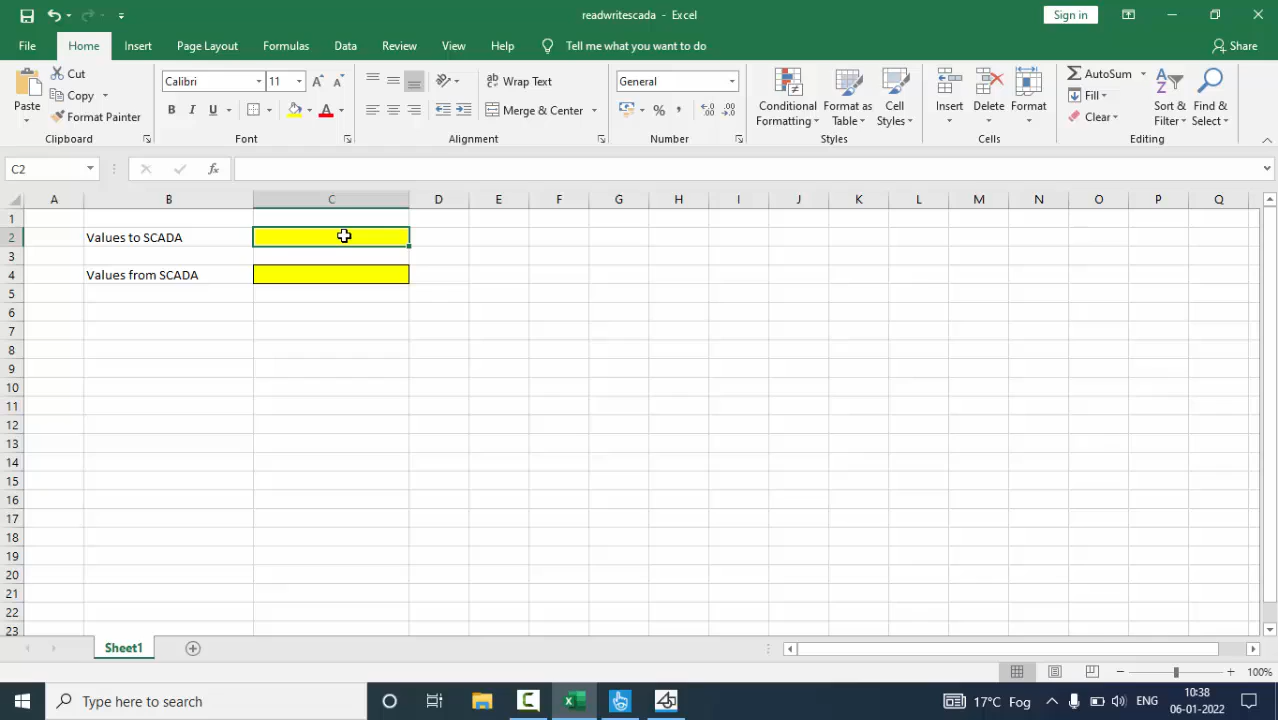 readwritescada - Excel
Sign in
File Home Insert Page Layout Formulas Data Review View Help Tell me what you want to do Share
Paste
Cut
Copy
Format Painter
Clipboard
Calibri 11
B I U
Font
Wrap Text
Merge & Center
Alignment
General
Number
Conditional Formatting
Format as Table
Cell Styles
Styles
Insert Delete Format
Cells
AutoSum
Fill
Clear
Sort & Filter
Find & Select
Editing
C2
fx
A B C D E F G H I J K L M N O P Q
1
2 Values to SCADA
3
4 Values from SCADA
5
6
7
8
9
10
11
12
13
14
15
16
17
18
19
20
21
22
23
Sheet1
100%
Type here to search
17°C Fog
ENG
10:38
06-01-2022